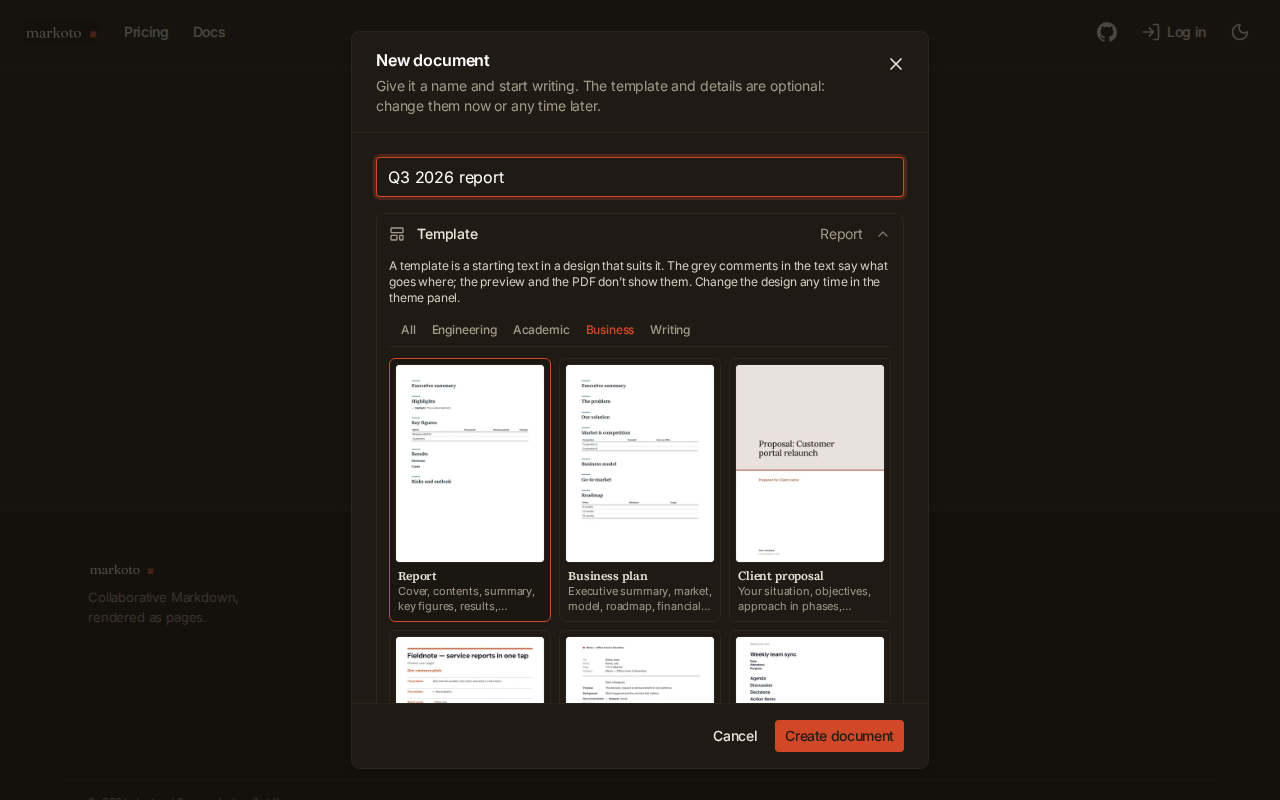 markoto
Pricing
Docs
Log in
New document
Give it a name and start writing. The template and details are optional:
change them now or any time later.
Q3 2026 report
Template
Report
A template is a starting text in a design that suits it. The grey comments in the text say what
goes where; the preview and the PDF don't show them. Change the design any time in the
theme panel.
All
Engineering
Academic
Business
Writing
Executive summary
Highlights
Key figures
Results
Revenue
Costs
Risks and outlook
Executive summary
The problem
Our solution
Market & competition
Business model
Go-to-market
Roadmap
Proposal: Customer
portal relaunch
Prepared for Client name
Report
Cover, contents, summary,
key figures, results,...
Business plan
Executive summary, market,
model, roadmap, financial...
Client proposal
Your situation, objectives,
approach in phases,...
Fieldnote — service reports in one tap
Weekly team sync
Agenda
Discussion
Decisions
Action items
markoto
Collaborative Markdown,
rendered as pages.
Cancel
Create document